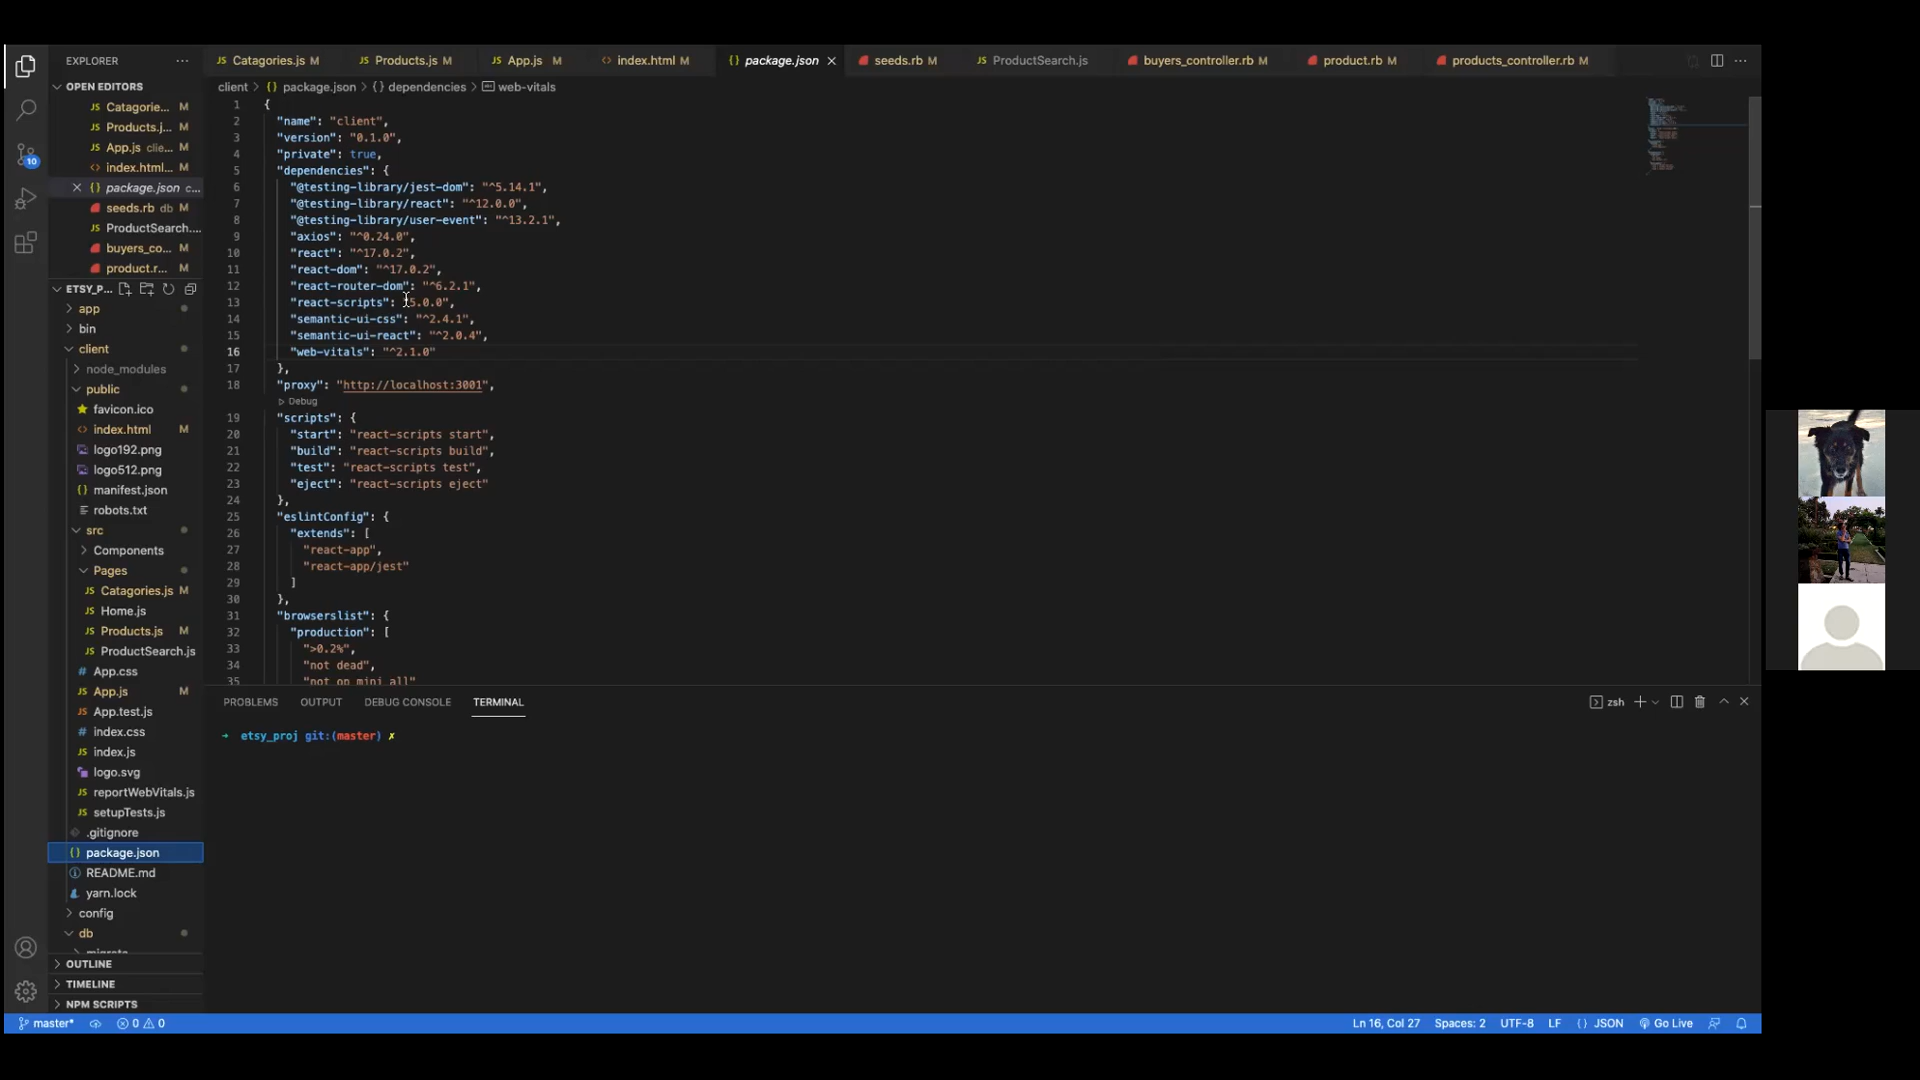 EXPLORER
OPEN EDITORS
Catagorie... M
Products.j... M
App.js clie... M
index.html... M
package.json c...
seeds.rb db M
ProductSearch....
buyers_co... M
product.r... M
ETSY_P...
app
bin
client
node_modules
public
favicon.ico
index.html M
logo192.png
logo512.png
manifest.json
robots.txt
src
Components
Pages
Catagories.js M
Home.js
Products.js M
ProductSearch.js
App.css
App.js M
App.test.js
index.css
index.js
logo.svg
reportWebVitals.js
setupTests.js
.gitignore
package.json
README.md
yarn.lock
config
db
OUTLINE
TIMELINE
NPM SCRIPTS
10
Catagories.js M Products.js M App.js M index.html M package.json seeds.rb M ProductSearch.js buyers_controller.rb M product.rb M products_controller.rb M
client > {} package.json > {} dependencies > web-vitals
1 {
2 "name": "client",
3 "version": "0.1.0",
4 "private": true,
5 "dependencies": {
6 "@testing-library/jest-dom": "^5.14.1",
7 "@testing-library/react": "^12.0.0",
8 "@testing-library/user-event": "^13.2.1",
9 "axios": "^0.24.0",
10 "react": "^17.0.2",
11 "react-dom": "^17.0.2",
12 "react-router-dom": "^6.2.1",
13 "react-scripts": "5.0.0",
14 "semantic-ui-css": "^2.4.1",
15 "semantic-ui-react": "^2.0.4",
16 "web-vitals": "^2.1.0"
17 },
18 "proxy": "http://localhost:3001",
Debug
19 "scripts": {
20 "start": "react-scripts start",
21 "build": "react-scripts build",
22 "test": "react-scripts test",
23 "eject": "react-scripts eject"
24 },
25 "eslintConfig": {
26 "extends": [
27 "react-app",
28 "react-app/jest"
29 ]
30 },
31 "browserslist": {
32 "production": [
33 ">0.2%",
34 "not dead",
35 "not op_mini all"
PROBLEMS OUTPUT DEBUG CONSOLE TERMINAL
zsh
→ etsy_proj git:(master) ✗
master* 0 0
Ln 16, Col 27 Spaces: 2 UTF-8 LF {} JSON Go Live